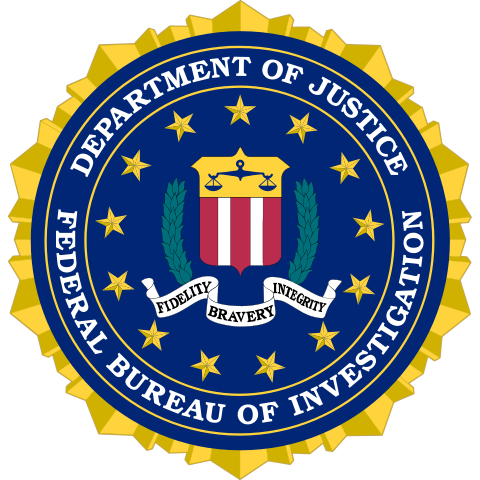 DEPARTMENT OF JUSTICE
FIDELITY
BRAVERY
INTEGRITY
FEDERAL BUREAU OF INVESTIGATION